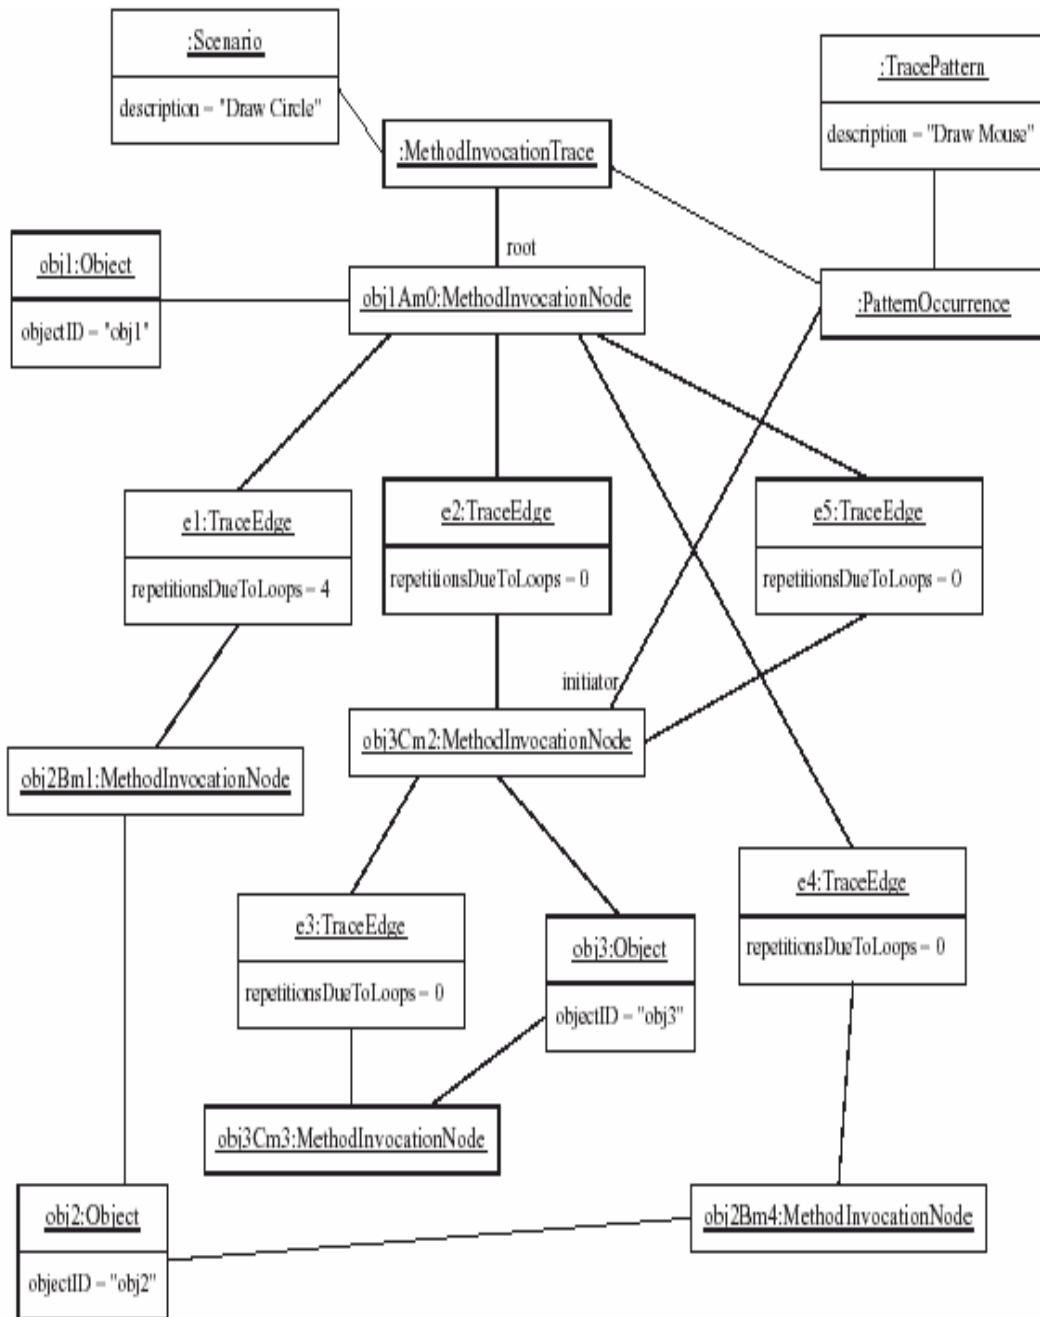 :Scenario
description = "Draw Circle"
:TracePattern
description = "Draw Mouse"
:MethodInvocationTrace
root
obj1:Object
objectID = "obj1"
obj1Am0:MethodInvocationNode
:PatternOccurrence
e1:TraceEdge
repetitionsDueToLoops = 4
e2:TraceEdge
repetitionsDueToLoops = 0
e5:TraceEdge
repetitionsDueToLoops = 0
initiator
obj3Cm2:MethodInvocationNode
obj2Bm1:MethodInvocationNode
e3:TraceEdge
repetitionsDueToLoops = 0
obj3:Object
objectID = "obj3"
e4:TraceEdge
repetitionsDueToLoops = 0
obj3Cm3:MethodInvocationNode
obj2:Object
objectID = "obj2"
obj2Bm4:MethodInvocationNode